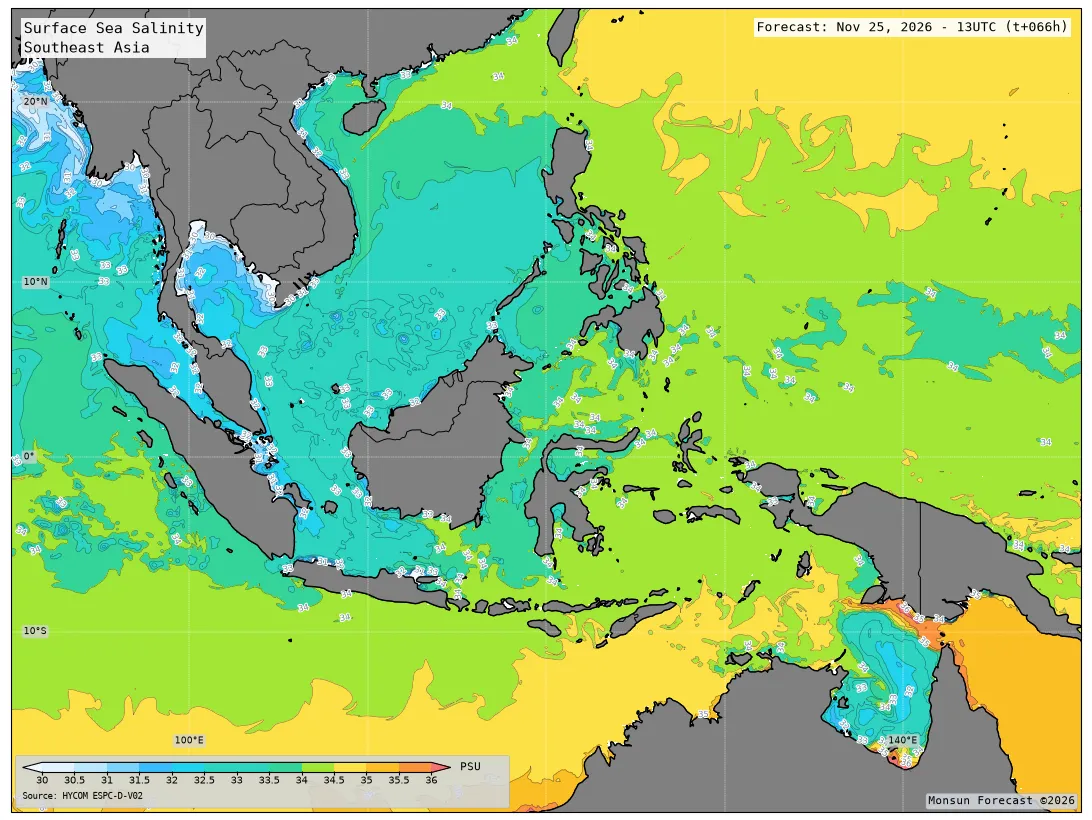 Surface Sea Salinity
Southeast Asia
Forecast: Nov 25, 2026 - 13UTC (t+066h)
20°N
10°N
0°
10°S
100°E
140°E
30 30.5 31 31.5 32 32.5 33 33.5 34 34.5 35 35.5 36 PSU
Source: HYCOM ESPC-D-V02
Monsun Forecast ©2026